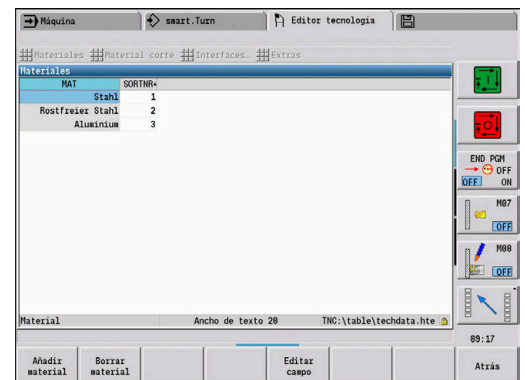 Máquina smart.Turn Editor tecnología
Materiales Material corte Interfaces… Extras
Materiales
MAT SORTNR
Stahl 1
Rostfreier Stahl 2
Aluminium 3
END PGM
OFF
OFF ON
M07
OFF
M08
OFF
Material Ancho de texto 20 TNC:\table\techdata.hte
09:17
Añadir material
Borrar material
Editar campo
Atrás